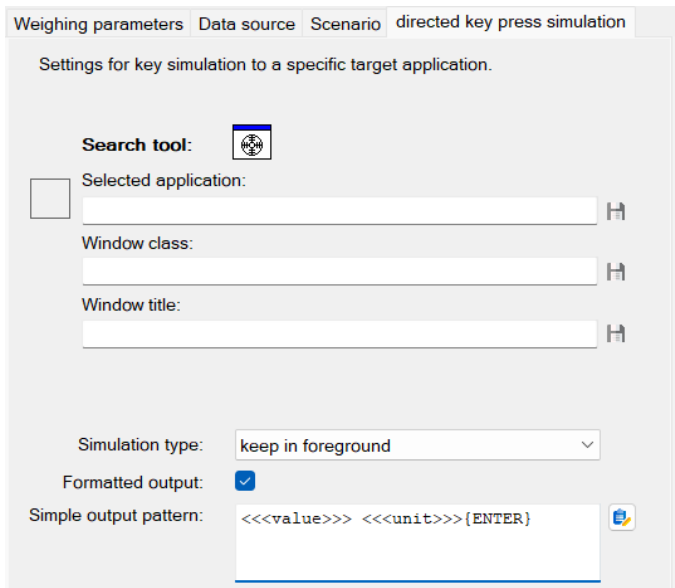 Weighing parameters Data source Scenario directed key press simulation
Settings for key simulation to a specific target application.
Search tool:
Selected application:
Window class:
Window title:
Simulation type: keep in foreground
Formatted output:
Simple output pattern: <<<value>>> <<<unit>>>{ENTER}